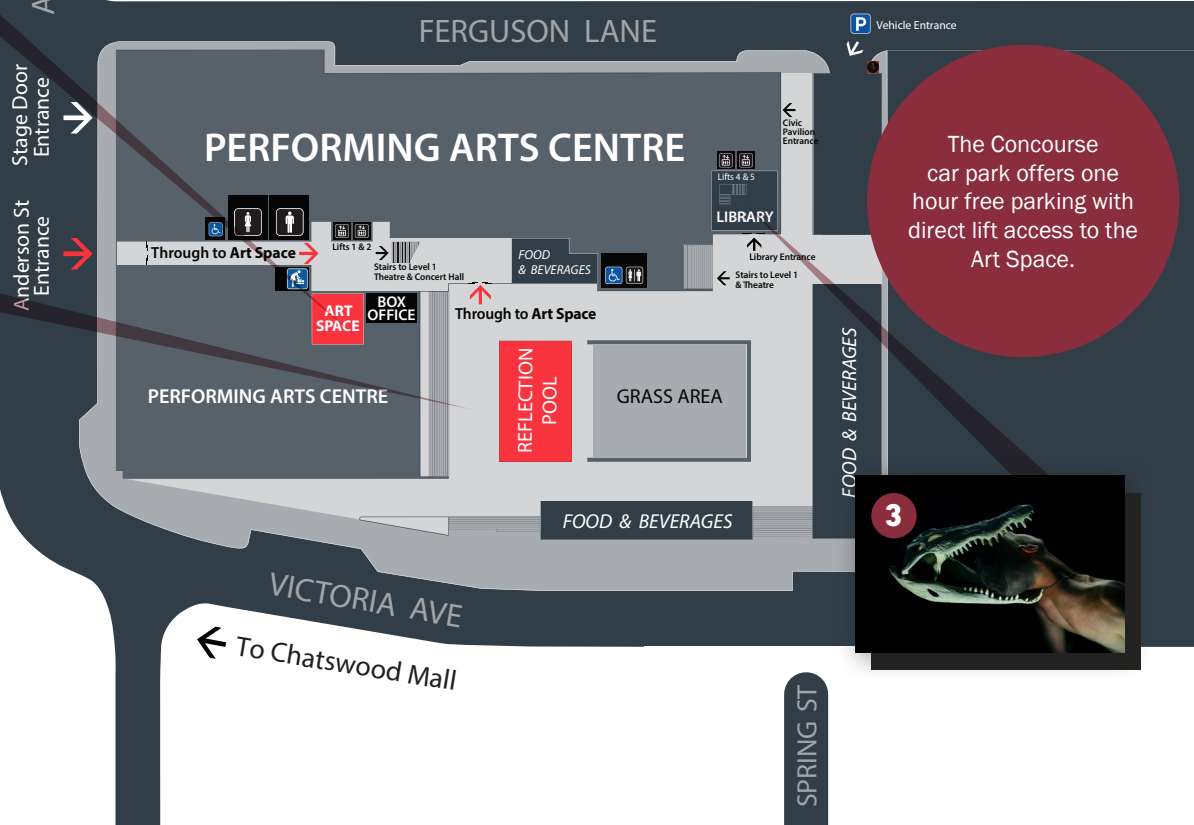 A
FERGUSON LANE
P
Vehicle Entrance
Stage Door
Entrance
Anderson St
Entrance
PERFORMING ARTS CENTRE
Civic
Pavilion
Entrance
Lifts 4 & 5
LIBRARY
The Concourse
car park offers one
hour free parking with
direct lift access to the
Art Space.
Through to Art Space
Lifts 1 & 2
Stairs to Level 1
Theatre & Concert Hall
FOOD
& BEVERAGES
Library Entrance
Stairs to Level 1
& Theatre
ART
SPACE
BOX
OFFICE
Through to Art Space
PERFORMING ARTS CENTRE
REFLECTION
POOL
GRASS AREA
FOOD & BEVERAGES
FOOD & BEVERAGES
3
VICTORIA AVE
To Chatswood Mall
SPRING ST